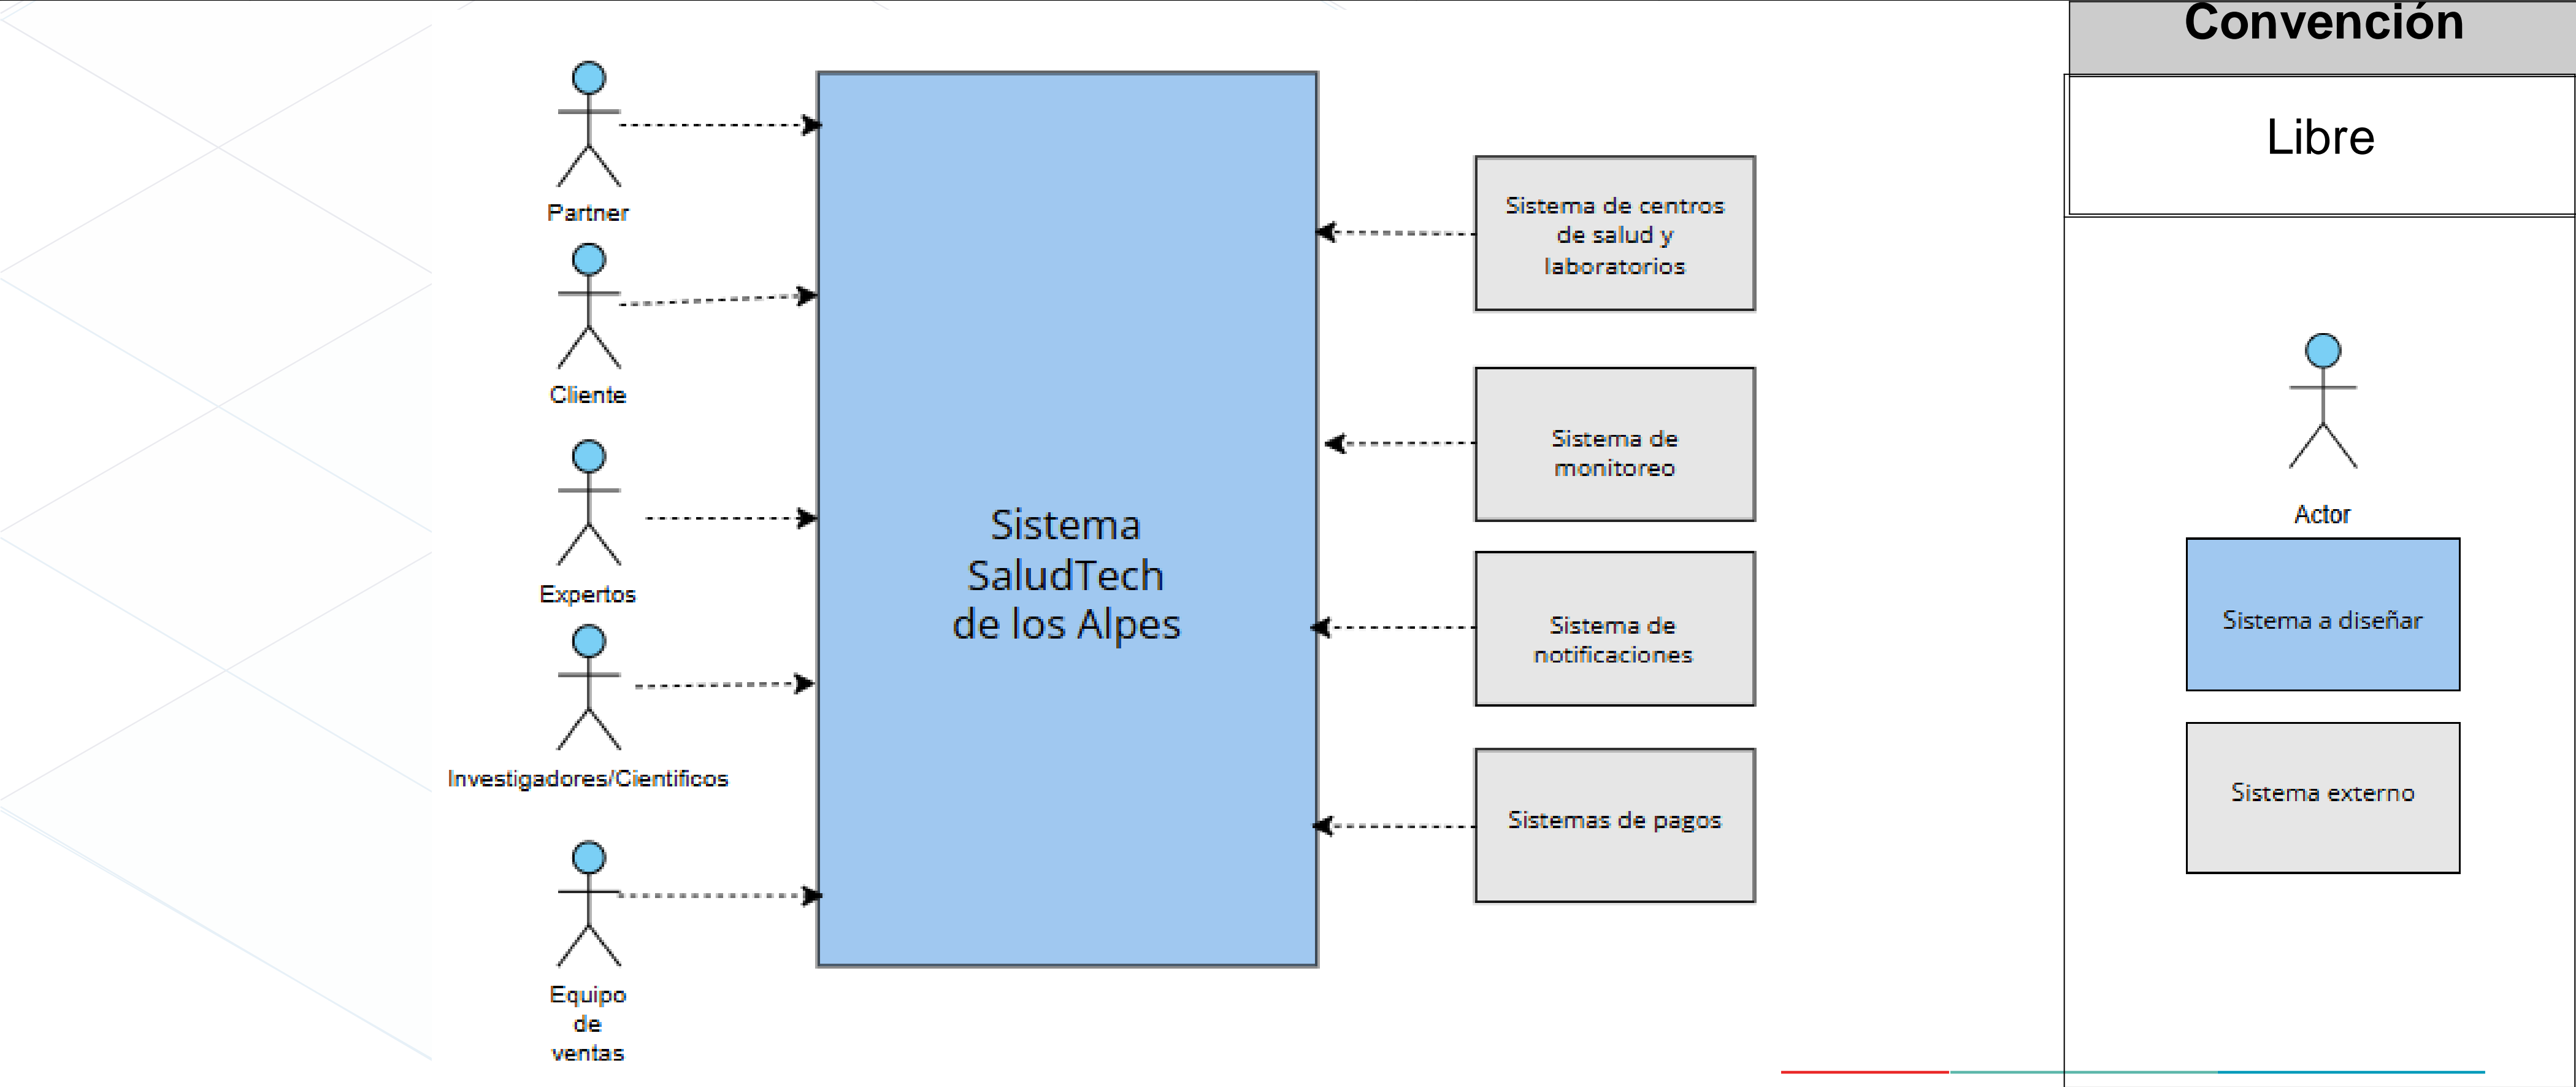 Convención
Libre
Partner
Cliente
Expertos
Investigadores/Cientificos
Equipo
de
ventas
Sistema
SaludTech
de los Alpes
Sistema de centros
de salud y
laboratorios
Sistema de
monitoreo
Sistema de
notificaciones
Sistemas de pagos
Actor
Sistema a diseñar
Sistema externo